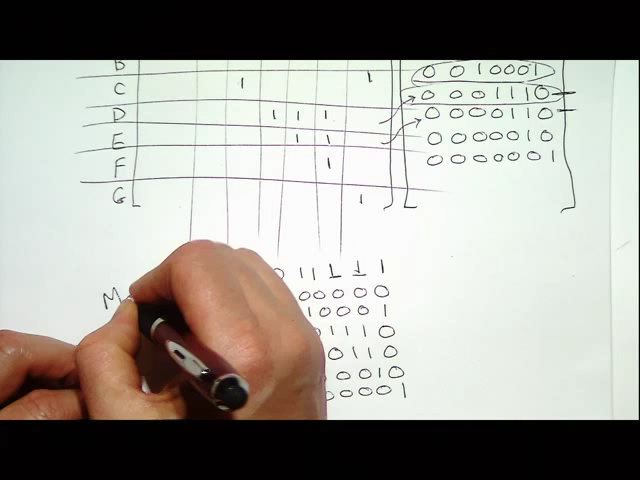 B
C 1 1 0 0 1 0 0 0 1
D 1 1 1 0 0 0 1 1 1 0
E 1 1 0 0 0 0 1 1 0
F 1 0 0 0 0 0 1 0
G 1 0 0 0 0 0 0 1
0 1 1 1 1 1
M 0 0 0 0 0
1 0 0 0 1
0 1 1 1 0
0 1 1 0
0 0 1 0
0 0 0 0 1